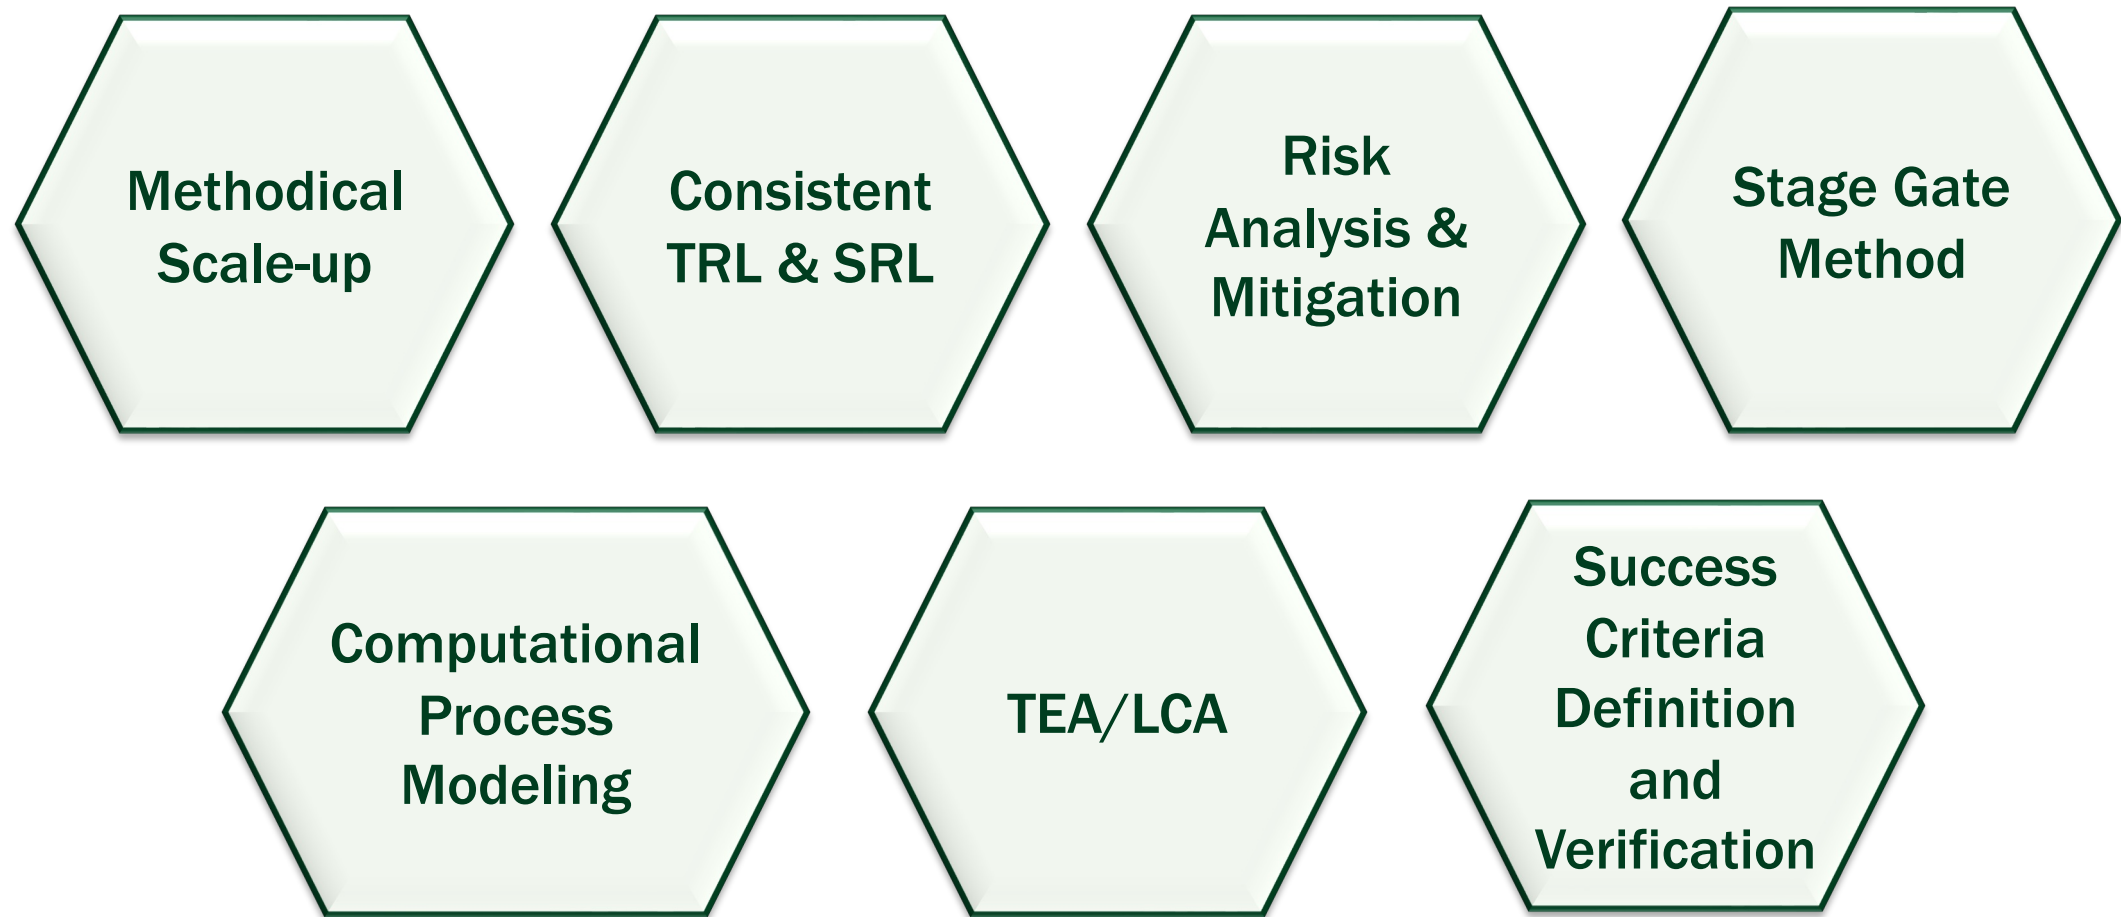 Methodical
Scale-up
Consistent
TRL & SRL
Risk
Analysis &
Mitigation
Stage Gate
Method
Computational
Process
Modeling
TEA/LCA
Success
Criteria
Definition
and
Verification